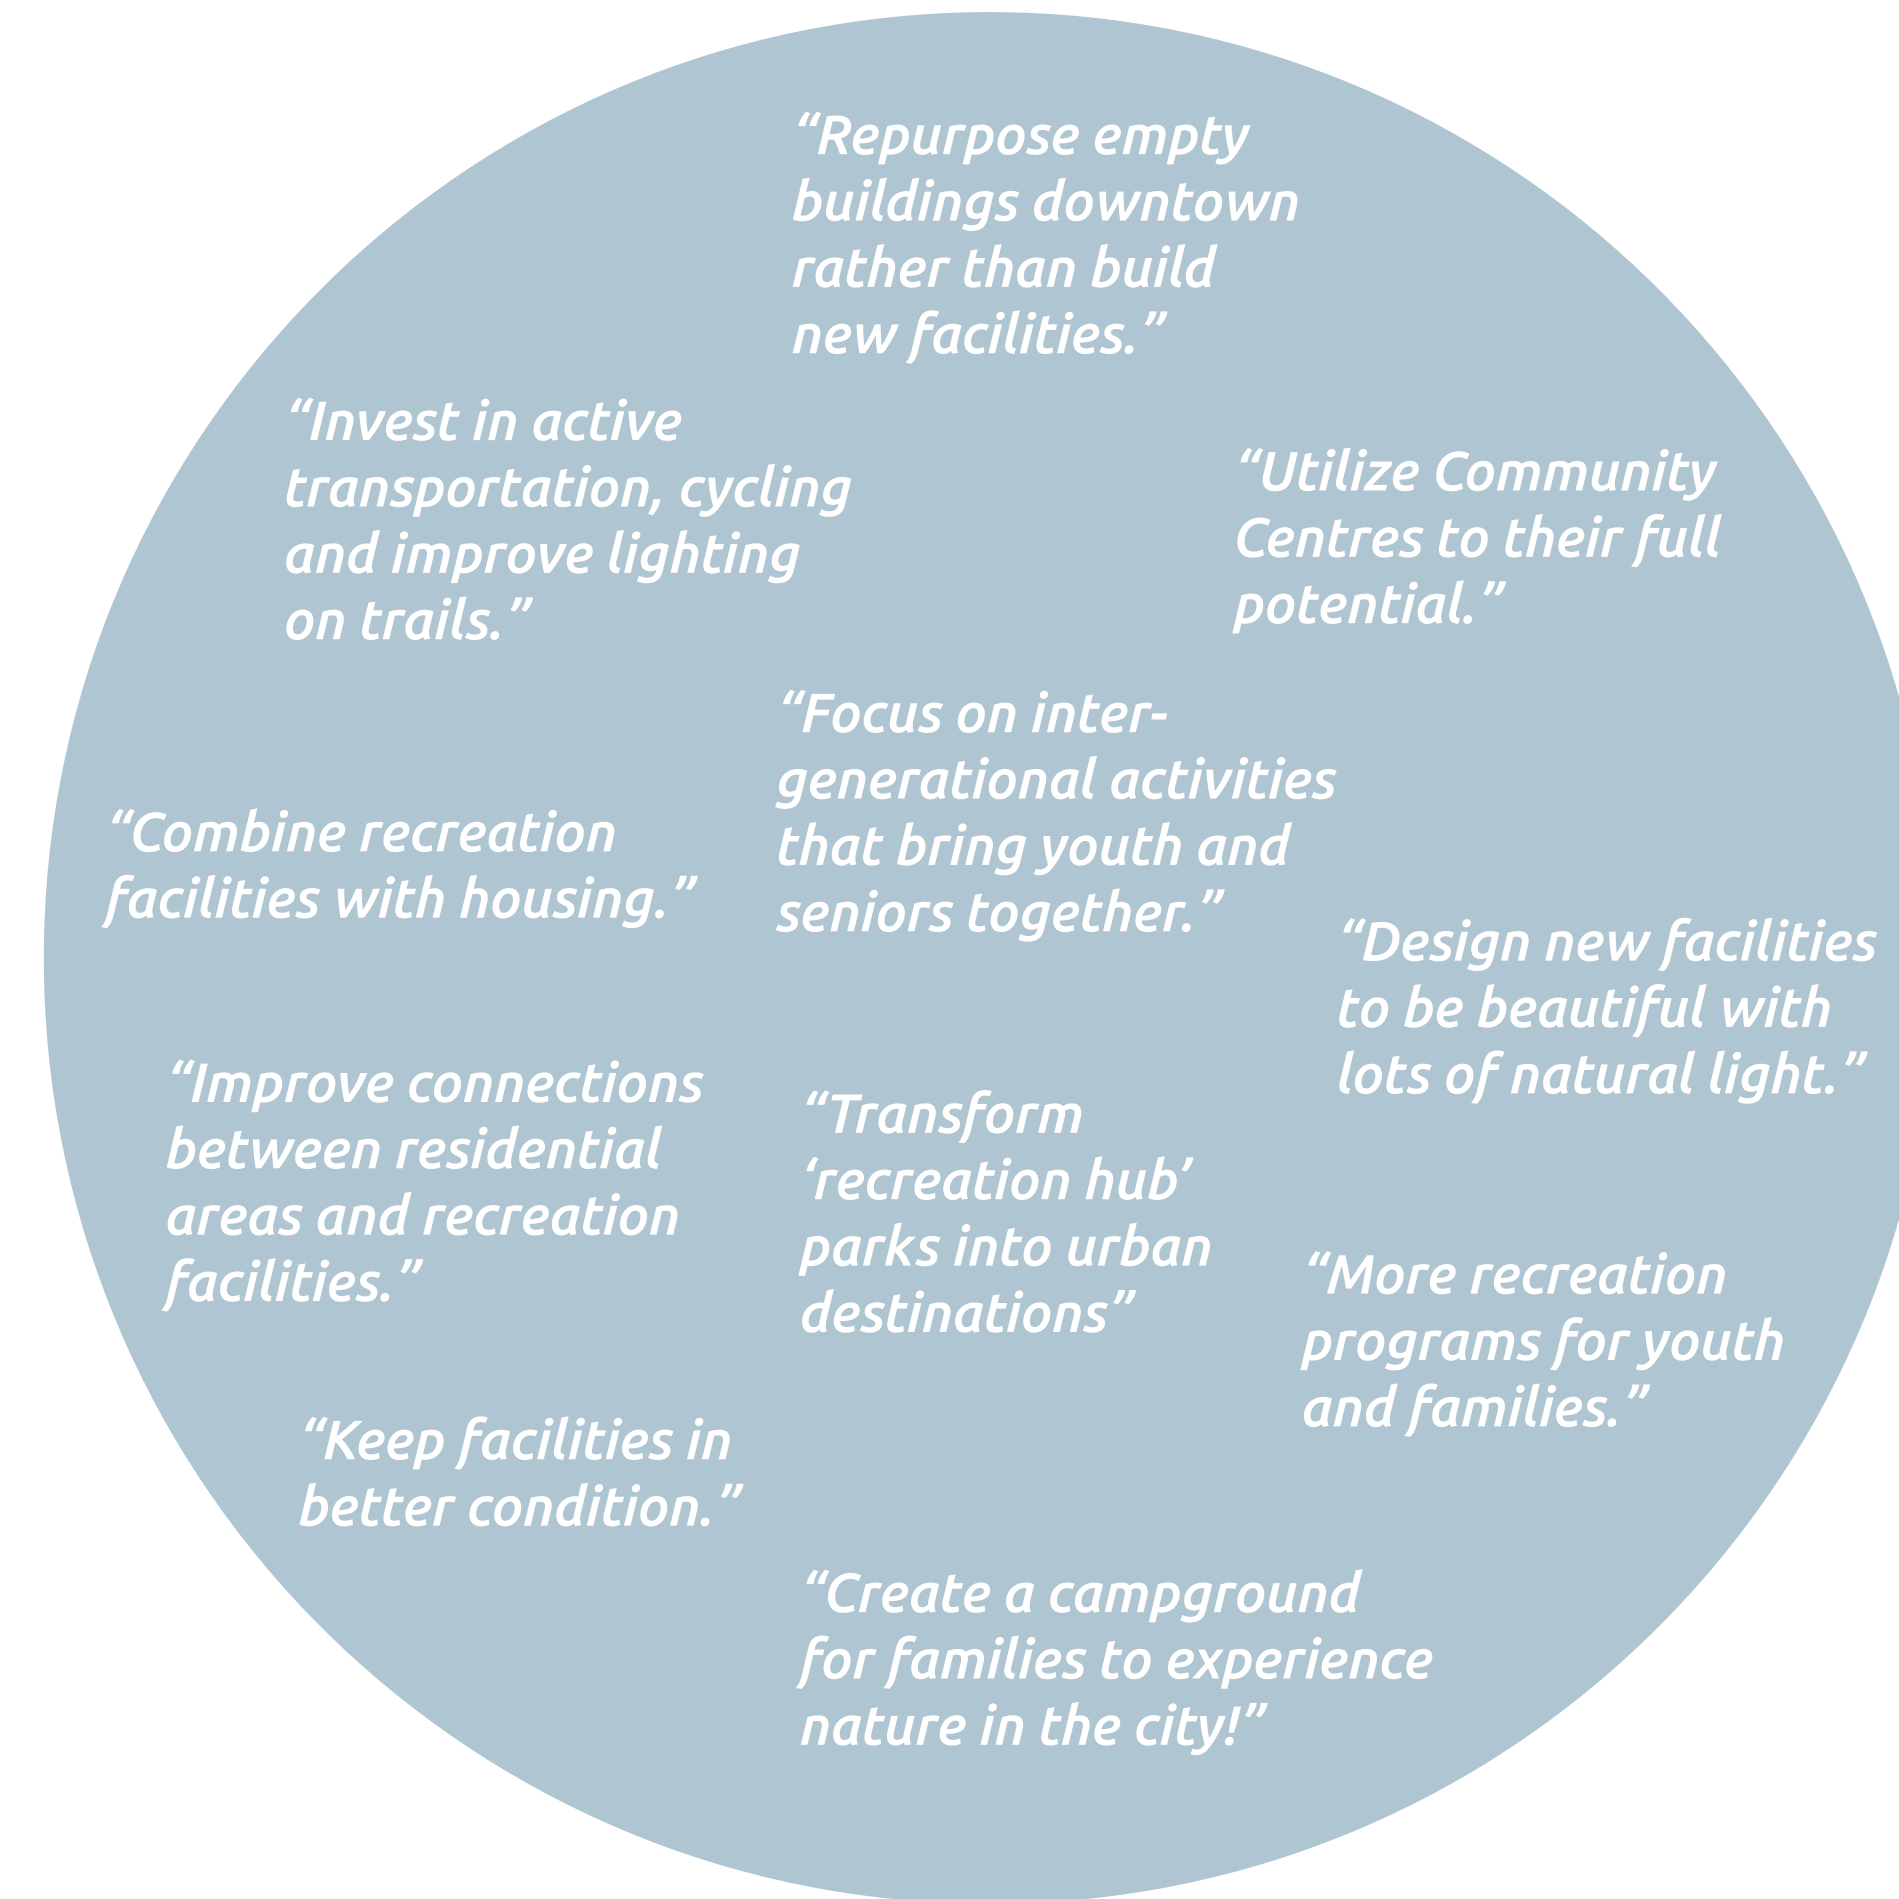 “Repurpose empty
buildings downtown
rather than build
new facilities.”
“Invest in active
transportation, cycling
and improve lighting
on trails.”
“Utilize Community
Centres to their full
potential.”
“Focus on inter-
generational activities
that bring youth and
seniors together.”
“Combine recreation
facilities with housing.”
“Design new facilities
to be beautiful with
lots of natural light.”
“Improve connections
between residential
areas and recreation
facilities.”
“Transform
‘recreation hub’
parks into urban
destinations”
“More recreation
programs for youth
and families.”
“Keep facilities in
better condition.”
“Create a campground
for families to experience
nature in the city!”